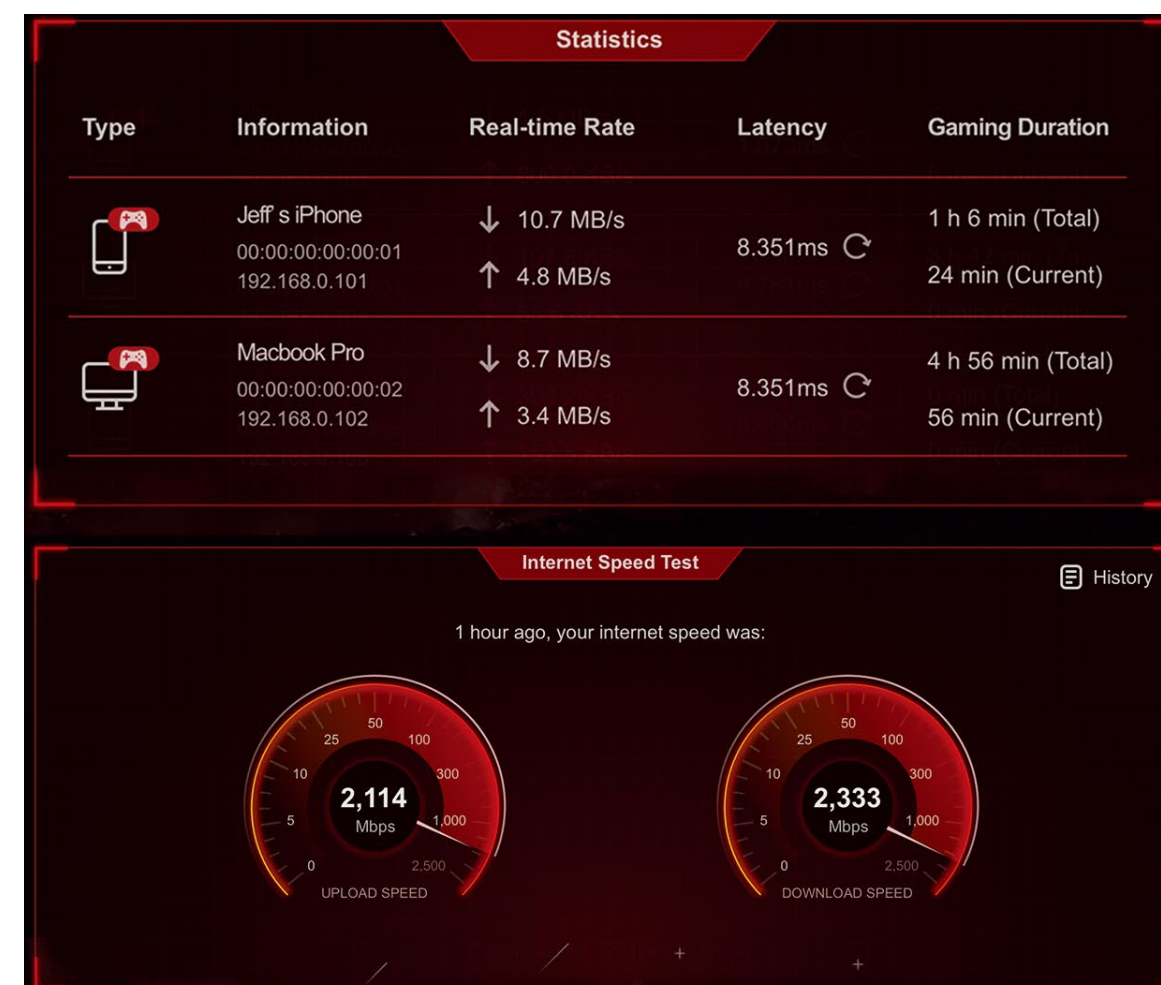 Statistics
Type Information Real-time Rate Latency Gaming Duration
Jeff's iPhone
00:00:00:00:00:01
192.168.0.101
↓ 10.7 MB/s
↑ 4.8 MB/s
8.351ms
1 h 6 min (Total)
24 min (Current)
Macbook Pro
00:00:00:00:00:02
192.168.0.102
↓ 8.7 MB/s
↑ 3.4 MB/s
8.351ms
4 h 56 min (Total)
56 min (Current)
Internet Speed Test
History
1 hour ago, your internet speed was:
0
5
10
25
50
100
300
1,000
2,500
2,114
Mbps
UPLOAD SPEED
0
5
10
25
50
100
300
1,000
2,500
2,333
Mbps
DOWNLOAD SPEED